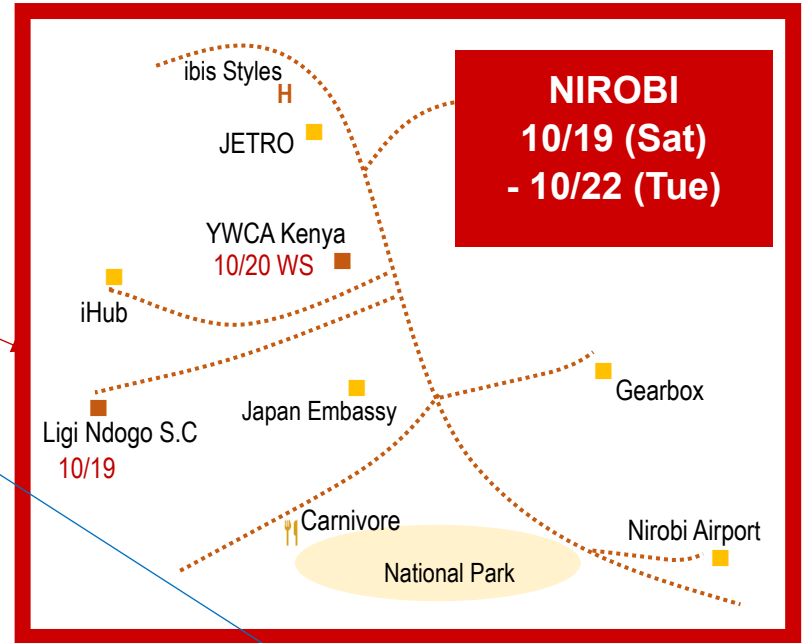 ibis Styles
H
NIROBI
10/19 (Sat)
- 10/22 (Tue)
JETRO
YWCA Kenya
10/20 WS
iHub
Gearbox
Japan Embassy
Ligi Ndogo S.C
10/19
Carnivore
Nirobi Airport
National Park